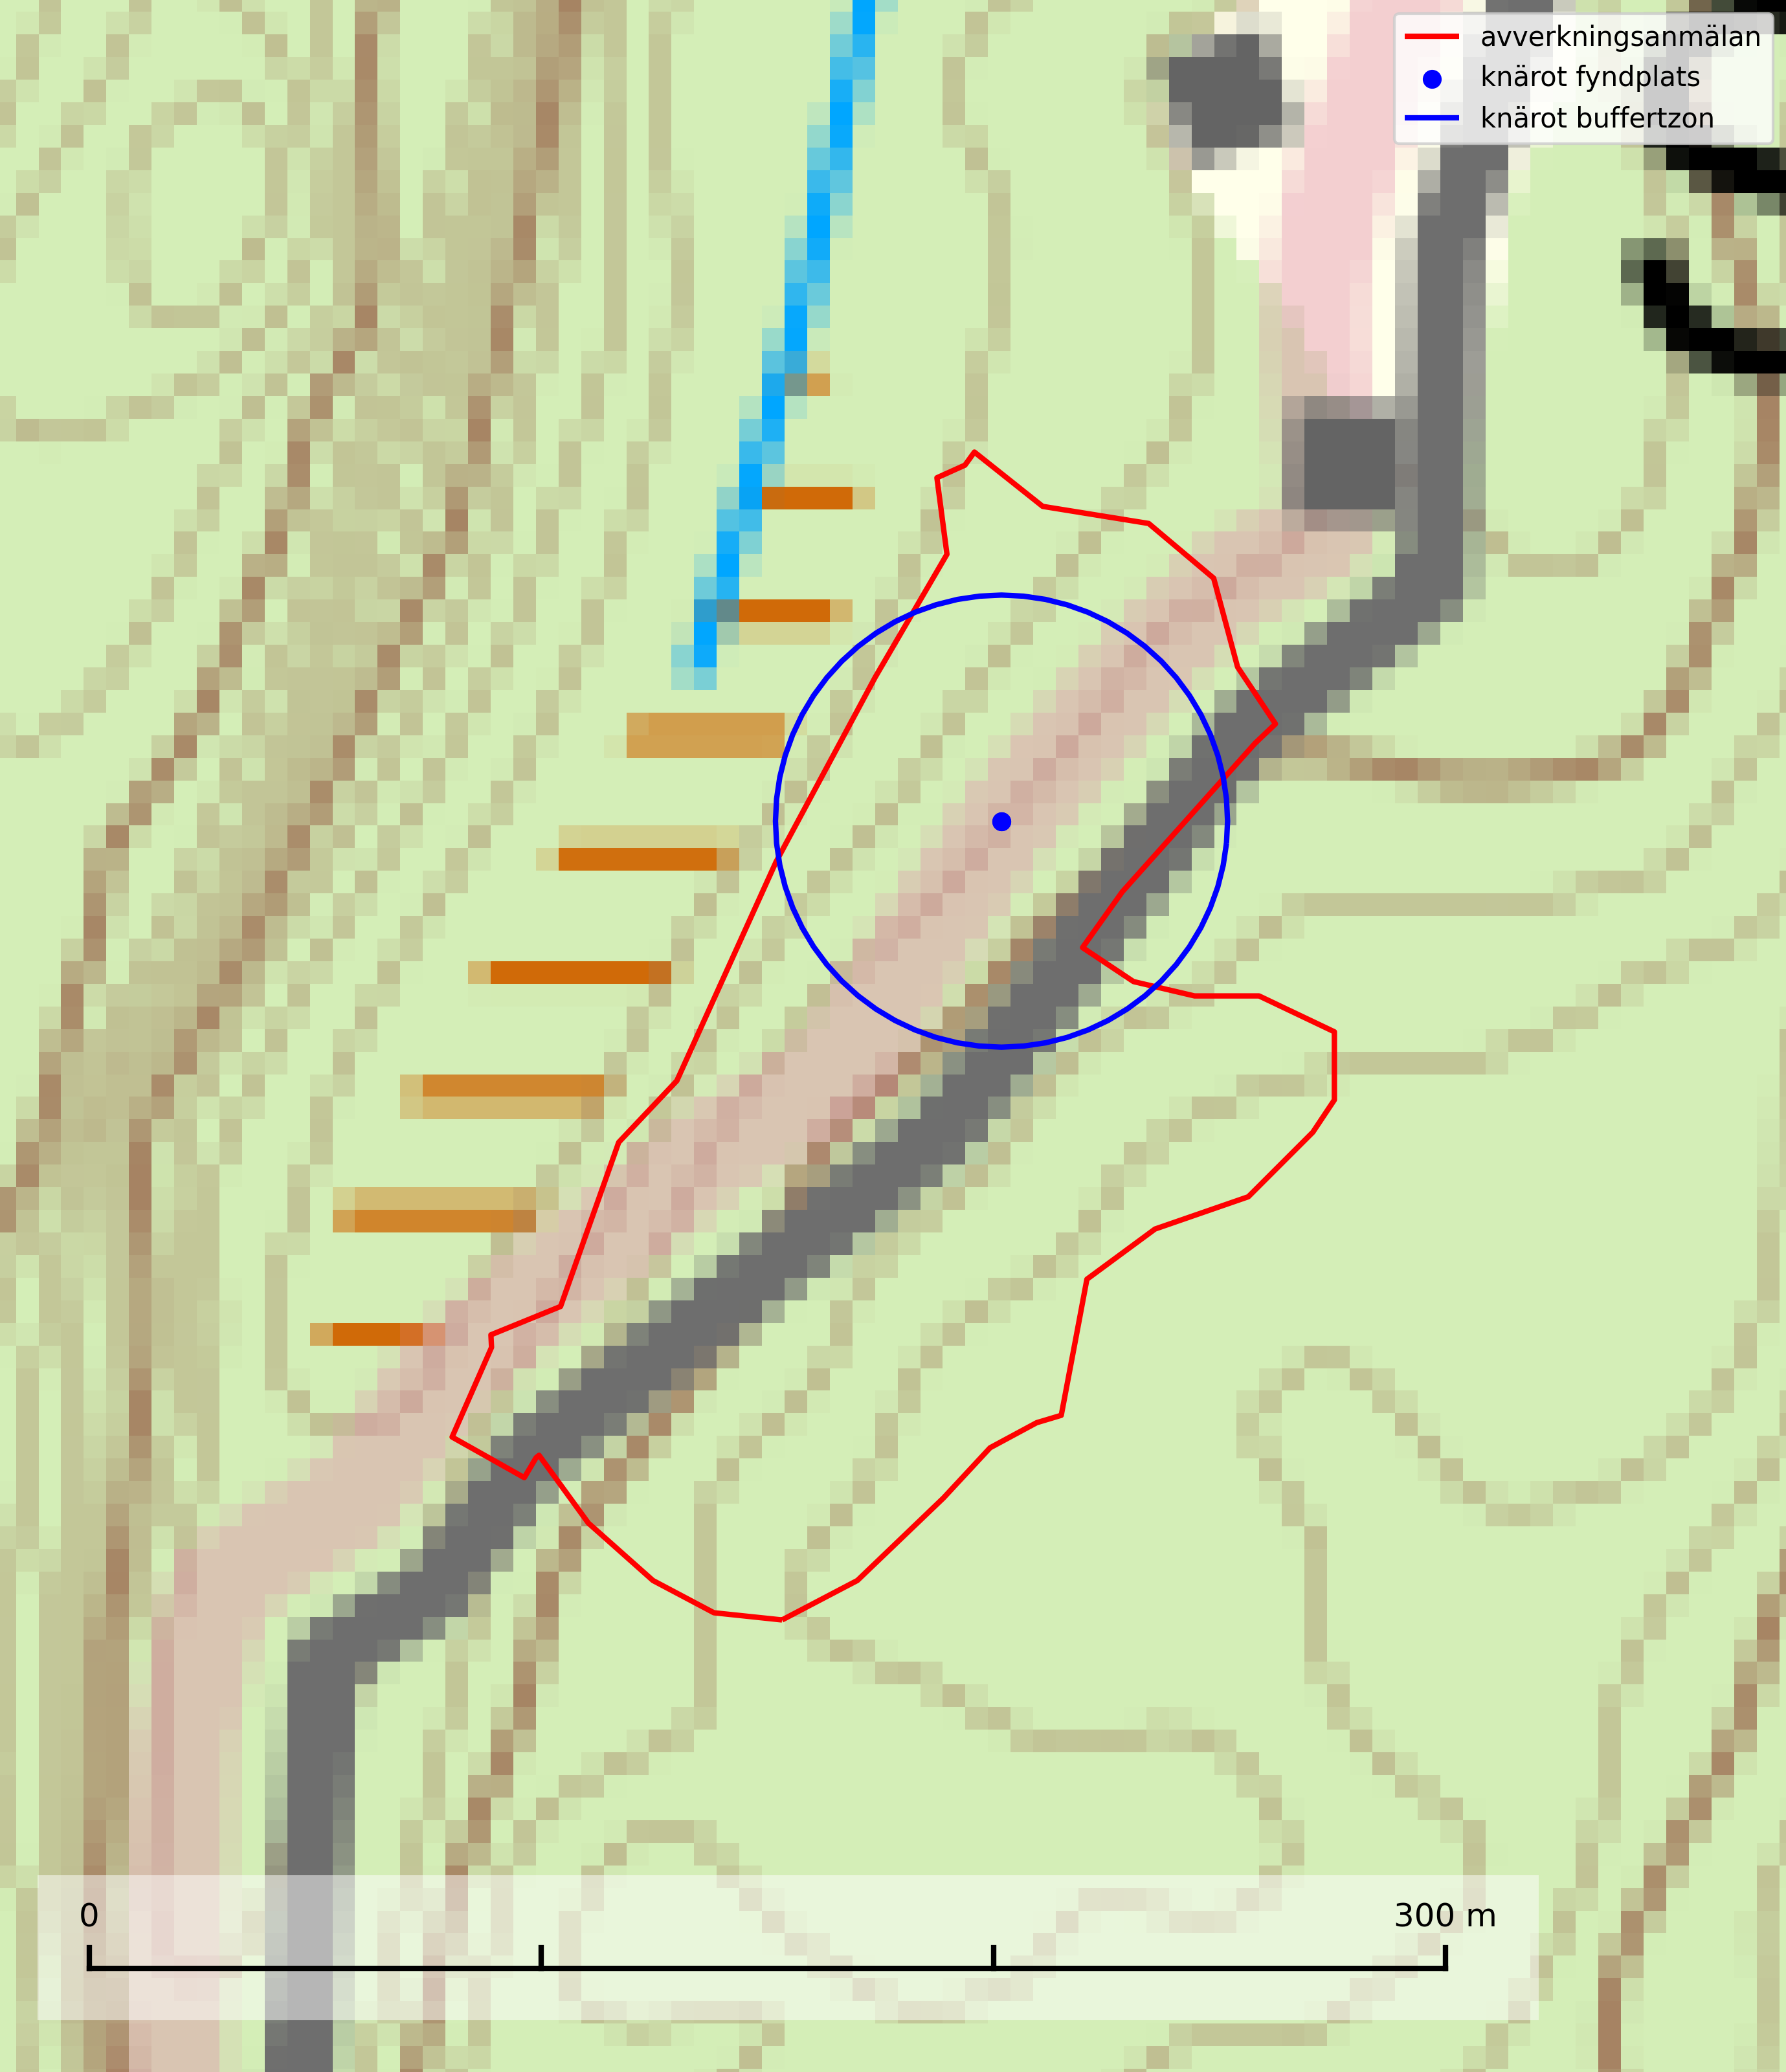 avverkningsanmälan
knärot fyndplats
knärot buffertzon
0
300 m